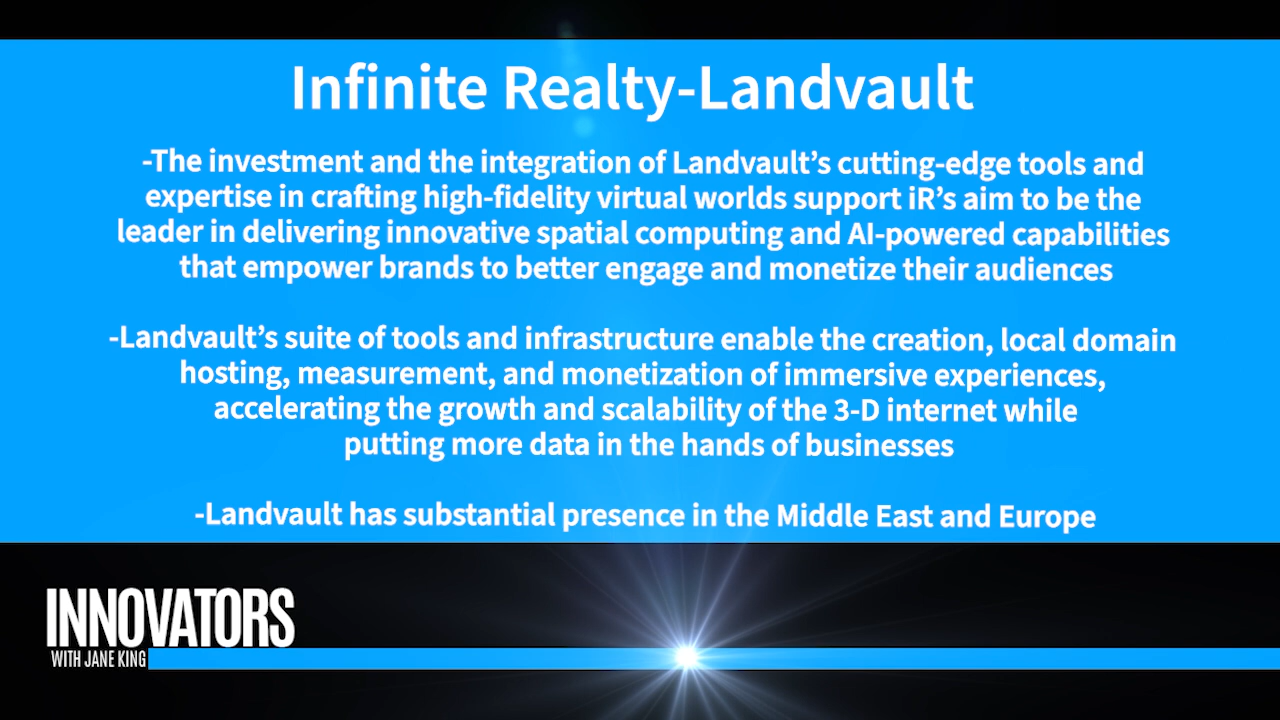 Infinite Realty-Landvault
-The investment and the integration of Landvault’s cutting-edge tools and
expertise in crafting high-fidelity virtual worlds support iR’s aim to be the
leader in delivering innovative spatial computing and AI-powered capabilities
that empower brands to better engage and monetize their audiences
-Landvault’s suite of tools and infrastructure enable the creation, local domain
hosting, measurement, and monetization of immersive experiences,
accelerating the growth and scalability of the 3-D internet while
putting more data in the hands of businesses
-Landvault has substantial presence in the Middle East and Europe
INNOVATORS
WITH JANE KING